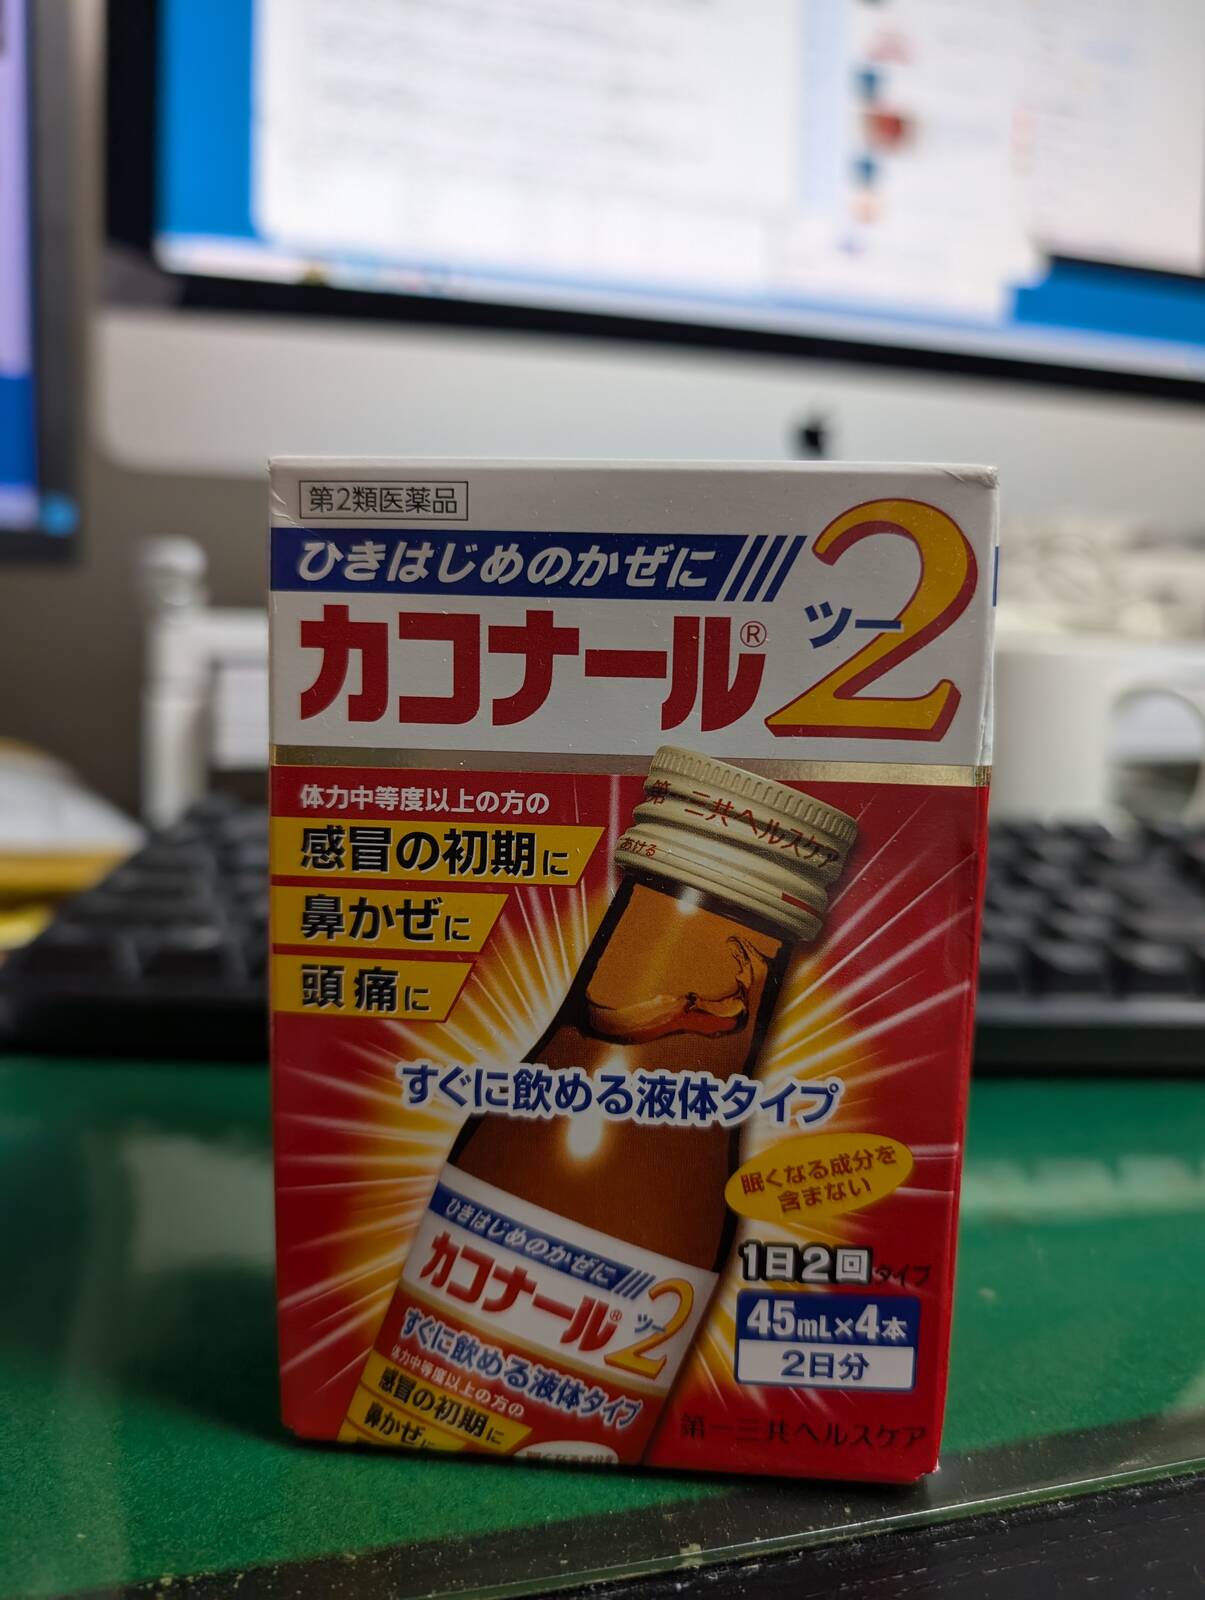 第2類医薬品
ひきはじめのかぜに
カコナール®
ツー
2
体力中等度以上の方の
感冒の初期に
鼻かぜに
頭痛に
第一三共ヘルスケア
あける
すぐに飲める液体タイプ
眠くなる成分を
含まない
ひきはじめのかぜに
カコナール®
ツー
2
すぐに飲める液体タイプ
体力中等度以上の方の
感冒の初期に
鼻かぜに
1日2回タイプ
45mL×4本
2日分
第一三共ヘルスケア